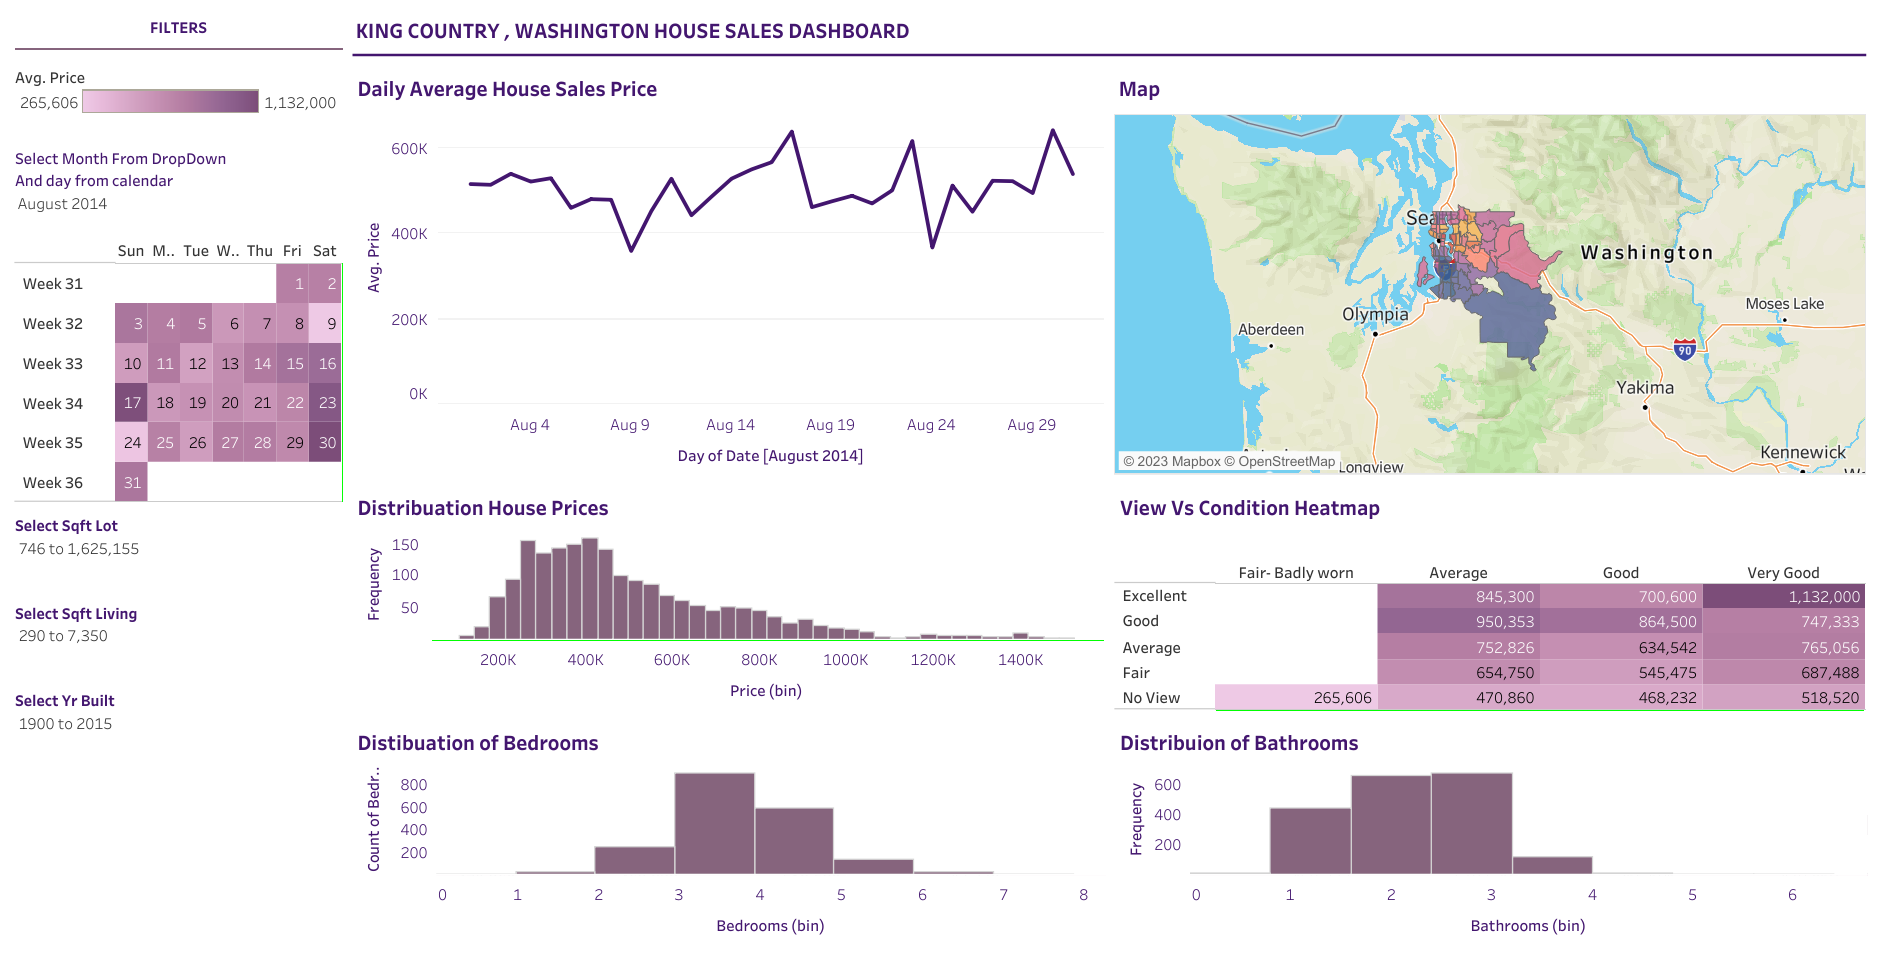 FILTERS
KING COUNTRY , WASHINGTON HOUSE SALES DASHBOARD
Avg. Price
265,606 1,132,000
Select Month From DropDown
And day from calendar
August 2014
Sun M.. Tue W.. Thu Fri Sat
Week 31 1 2
Week 32 3 4 5 6 7 8 9
Week 33 10 11 12 13 14 15 16
Week 34 17 18 19 20 21 22 23
Week 35 24 25 26 27 28 29 30
Week 36 31
Select Sqft Lot
746 to 1,625,155
Select Sqft Living
290 to 7,350
Select Yr Built
1900 to 2015
Daily Average House Sales Price
Avg. Price
600K
400K
200K
0K
Aug 4 Aug 9 Aug 14 Aug 19 Aug 24 Aug 29
Day of Date [August 2014]
Map
Sea
Washington
Moses Lake
Olympia
Aberdeen
90
Yakima
Kennewick
Longview
© 2023 Mapbox © OpenStreetMap
Distribuation House Prices
Frequency
150
100
50
200K 400K 600K 800K 1000K 1200K 1400K
Price (bin)
View Vs Condition Heatmap
Fair- Badly worn Average Good Very Good
Excellent 845,300 700,600 1,132,000
Good 950,353 864,500 747,333
Average 752,826 634,542 765,056
Fair 654,750 545,475 687,488
No View 265,606 470,860 468,232 518,520
Distibuation of Bedrooms
Count of Bedr..
800
600
400
200
0 1 2 3 4 5 6 7 8
Bedrooms (bin)
Distribuion of Bathrooms
Frequency
600
400
200
0 1 2 3 4 5 6
Bathrooms (bin)